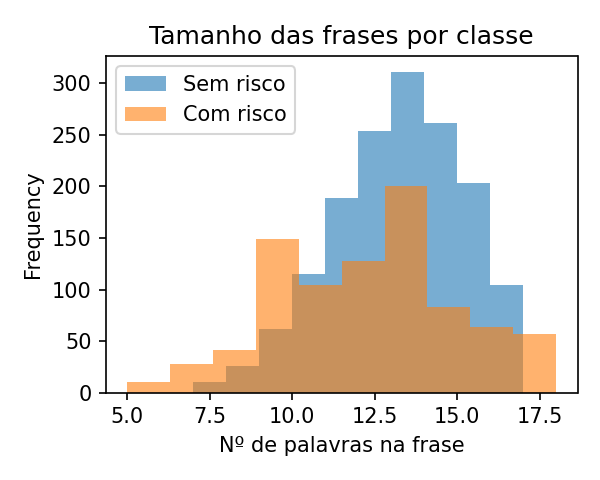 Tamanho das frases por classe
Sem risco
Com risco
Frequency
300
250
200
150
100
50
0
5.0 7.5 10.0 12.5 15.0 17.5
Nº de palavras na frase